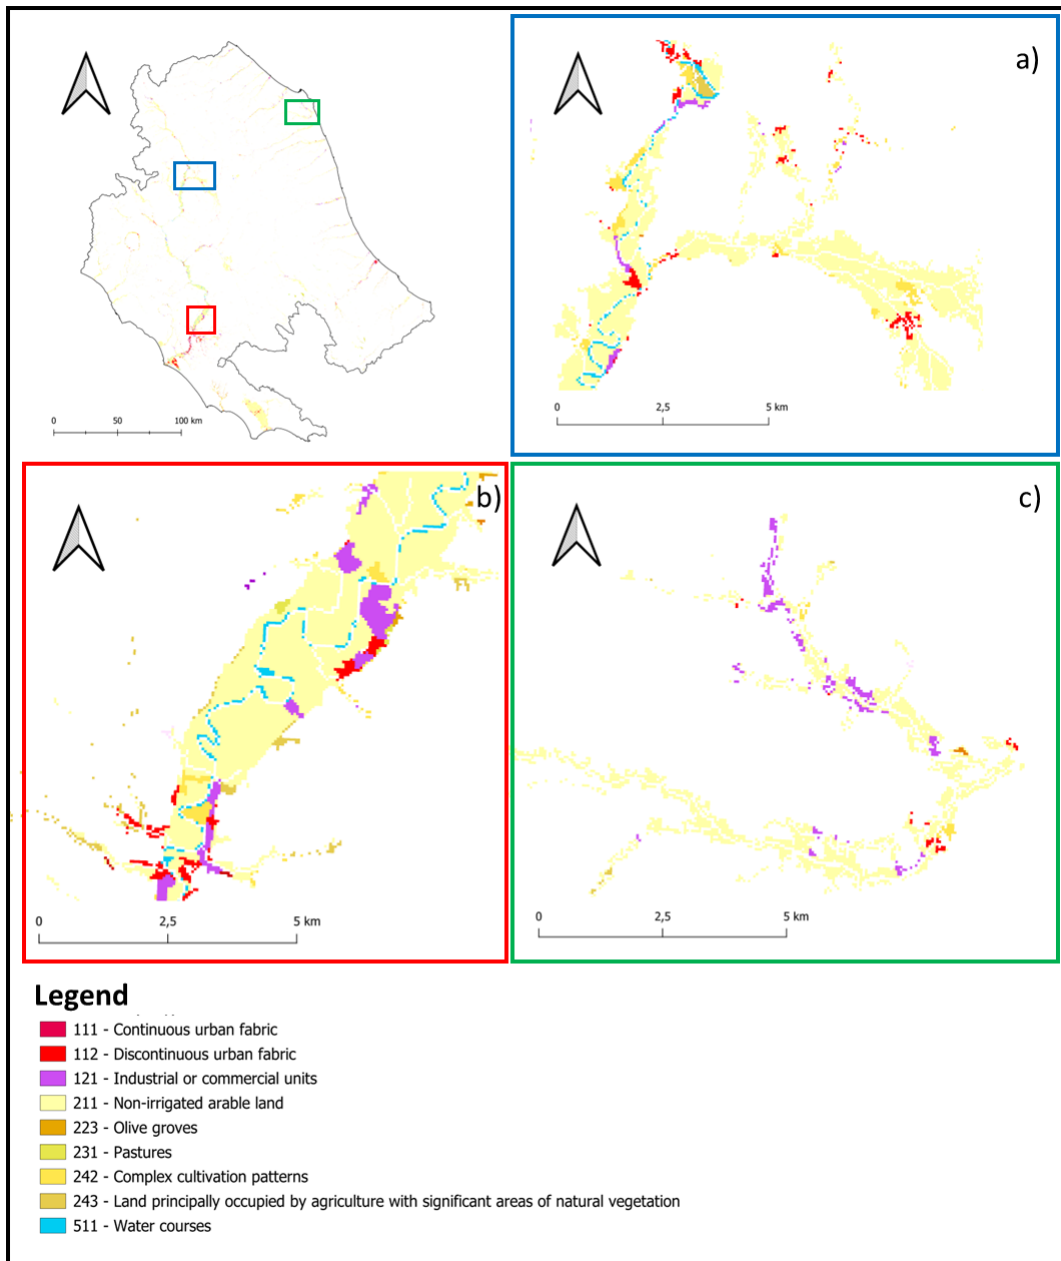 a)
0
50
100 km
0
2,5
5 km
b)
0
2,5
5 km
c)
0
2,5
5 km
Legend
111 - Continuous urban fabric
112 - Discontinuous urban fabric
121 - Industrial or commercial units
211 - Non-irrigated arable land
223 - Olive groves
231 - Pastures
242 - Complex cultivation patterns
243 - Land principally occupied by agriculture with significant areas of natural vegetation
511 - Water courses